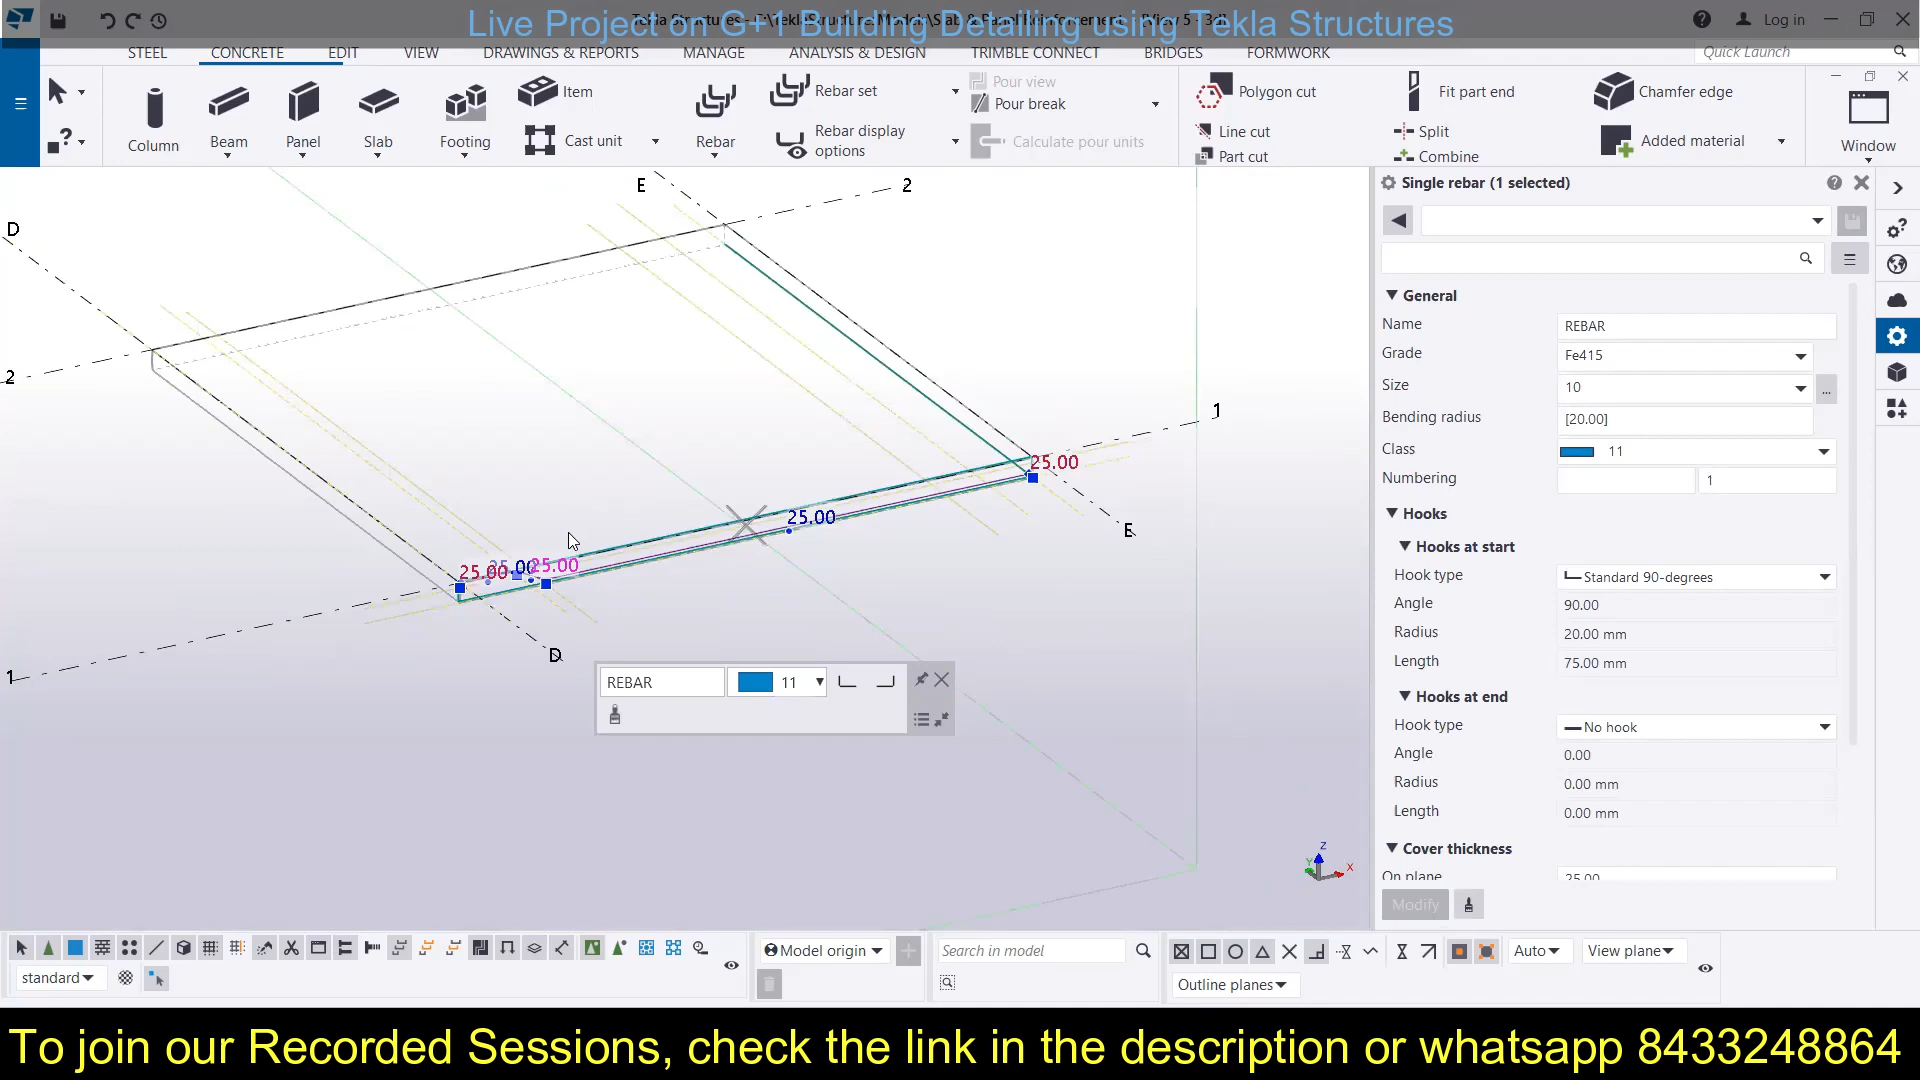 Live Project on G+1 Building Detailing using Tekla Structures
Log in
STEEL CONCRETE EDIT VIEW DRAWINGS & REPORTS MANAGE ANALYSIS & DESIGN TRIMBLE CONNECT BRIDGES FORMWORK Quick Launch
Column Beam Panel Slab Footing Item Cast unit
Rebar Rebar set Rebar display options
Pour view
Pour break
Calculate pour units
Polygon cut
Line cut
Part cut
Fit part end
Split
Combine
Chamfer edge
Added material
Window
Single rebar (1 selected)
General
Name REBAR
Grade Fe415
Size 10 ...
Bending radius [20.00]
Class 11
Numbering 1
Hooks
Hooks at start
Hook type Standard 90-degrees
Angle 90.00
Radius 20.00 mm
Length 75.00 mm
Hooks at end
Hook type No hook
Angle 0.00
Radius 0.00 mm
Length 0.00 mm
Cover thickness
On plane 25.00
Modify
E 2
D
2
1
25.00
25.00
25.00 25.00 25.00
E
D
1
REBAR 11
Z
Y X
standard
Model origin
Search in model
Auto
View plane
Outline planes
To join our Recorded Sessions, check the link in the description or whatsapp 8433248864